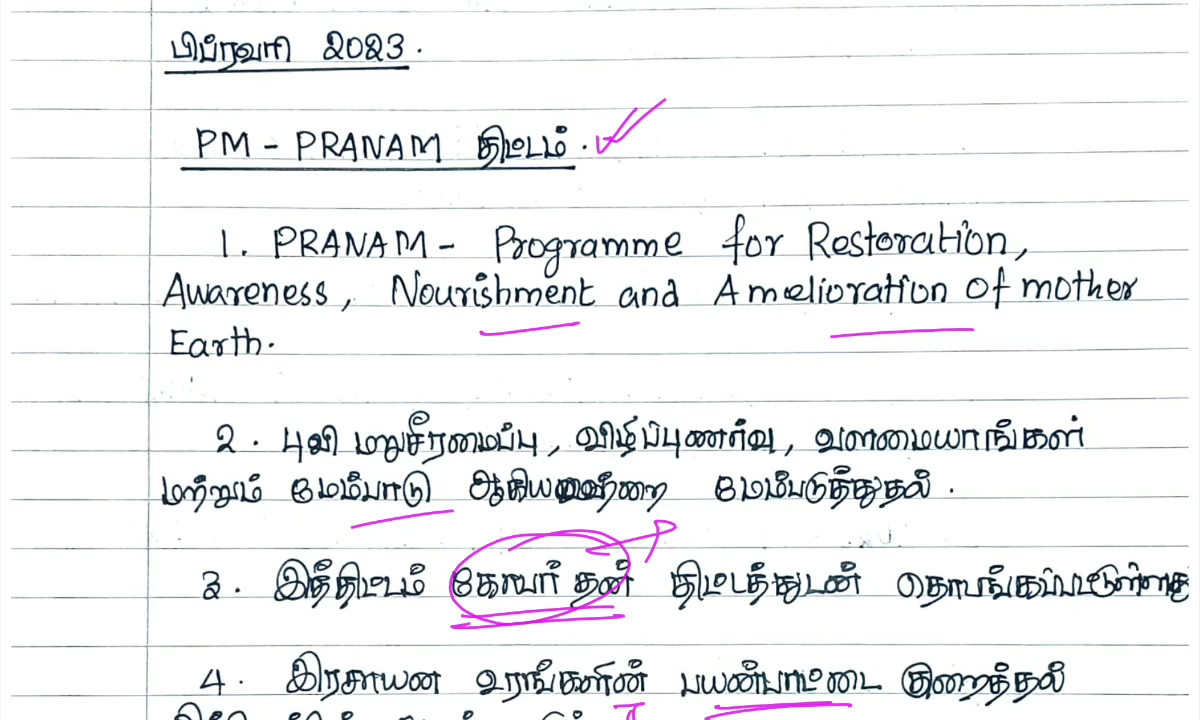 பிப்ரவரி 2023.
PM - PRANAM திட்டம்.
1. PRANAM - Programme for Restoration,
Awareness, Nourishment and Amelioration Of mother
Earth.
2. புவி மறுசீரமைப்பு, விழிப்புணர்வு, வளமையாங்கள்
மற்றும் மேம்பாடு ஆகியவற்றை மேம்படுத்துதல்.
3. இத்திட்டம் கோவர் தன் திட்டத்துடன் தொடங்கப்பட்டுள்ளது
4. இரசாயன உரங்களின் பயன்பாட்டை குறைத்தல்